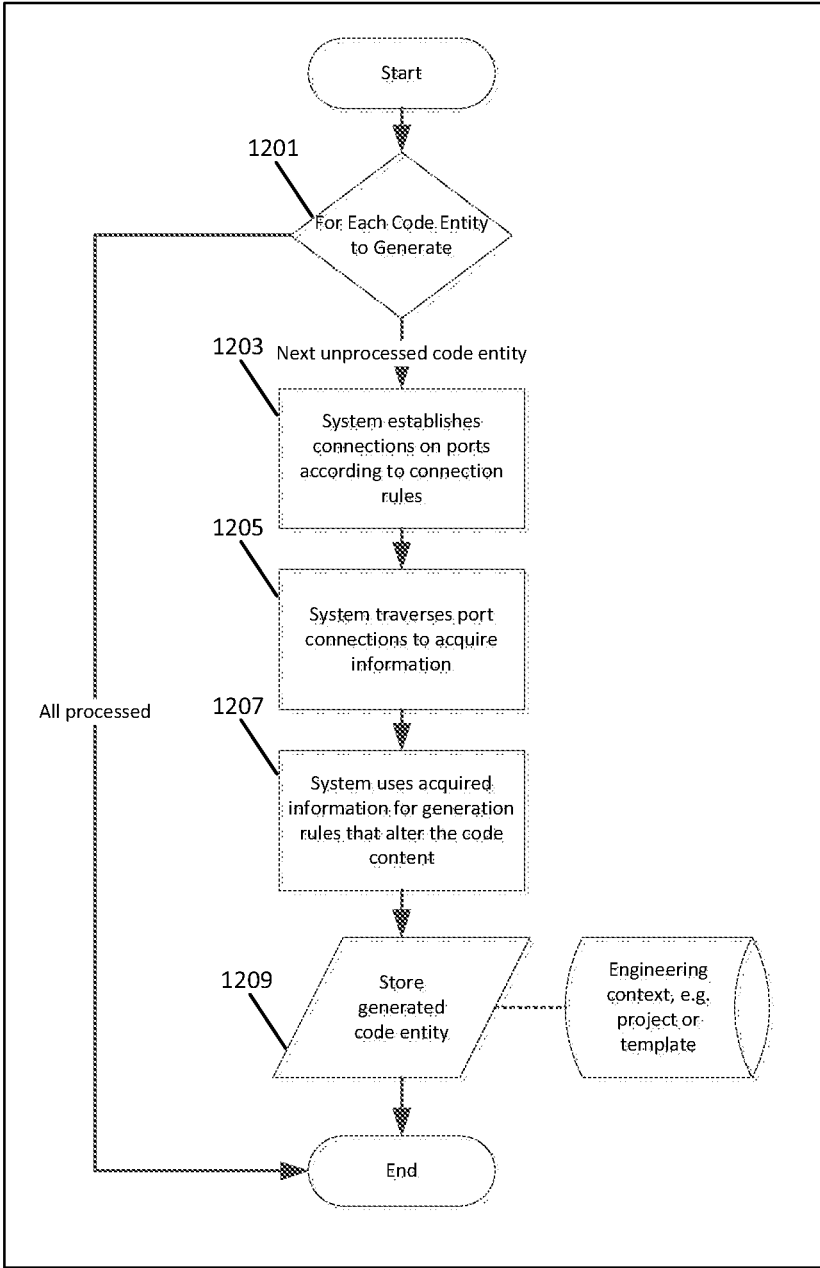 Start
1201
For Each Code Entity
to Generate
1203
Next unprocessed code entity
System establishes
connections on ports
according to connection
rules
1205
System traverses port
connections to acquire
information
All processed
1207
System uses acquired
information for generation
rules that alter the code
content
1209
Store
generated
code entity
Engineering
context, e.g.
project or
template
End